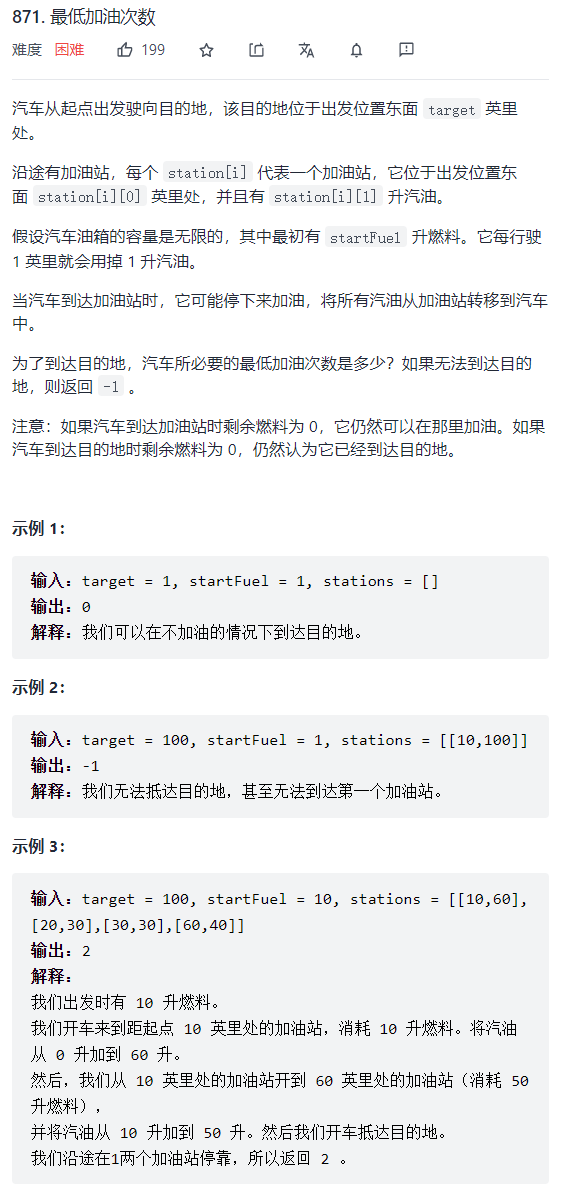 871. 最低加油次数
难度 困难 199
汽车从起点出发驶向目的地，该目的地位于出发位置东面 target 英里
处。
沿途有加油站，每个 station[i] 代表一个加油站，它位于出发位置东
面 station[i][0] 英里处，并且有 station[i][1] 升汽油。
假设汽车油箱的容量是无限的，其中最初有 startFuel 升燃料。它每行驶
1 英里就会用掉 1 升汽油。
当汽车到达加油站时，它可能停下来加油，将所有汽油从加油站转移到汽车
中。
为了到达目的地，汽车所必要的最低加油次数是多少？如果无法到达目的
地，则返回 -1 。
注意：如果汽车到达加油站时剩余燃料为 0，它仍然可以在那里加油。如果
汽车到达目的地时剩余燃料为 0，仍然认为它已经到达目的地。
示例 1：
输入：target = 1, startFuel = 1, stations = []
输出：0
解释：我们可以在不加油的情况下到达目的地。
示例 2：
输入：target = 100, startFuel = 1, stations = [[10,100]]
输出：-1
解释：我们无法抵达目的地，甚至无法到达第一个加油站。
示例 3：
输入：target = 100, startFuel = 10, stations = [[10,60],
[20,30],[30,30],[60,40]]
输出：2
解释：
我们出发时有 10 升燃料。
我们开车来到距起点 10 英里处的加油站，消耗 10 升燃料。将汽油
从 0 升加到 60 升。
然后，我们从 10 英里处的加油站开到 60 英里处的加油站（消耗 50
升燃料），
并将汽油从 10 升加到 50 升。然后我们开车抵达目的地。
我们沿途在1两个加油站停靠，所以返回 2 。